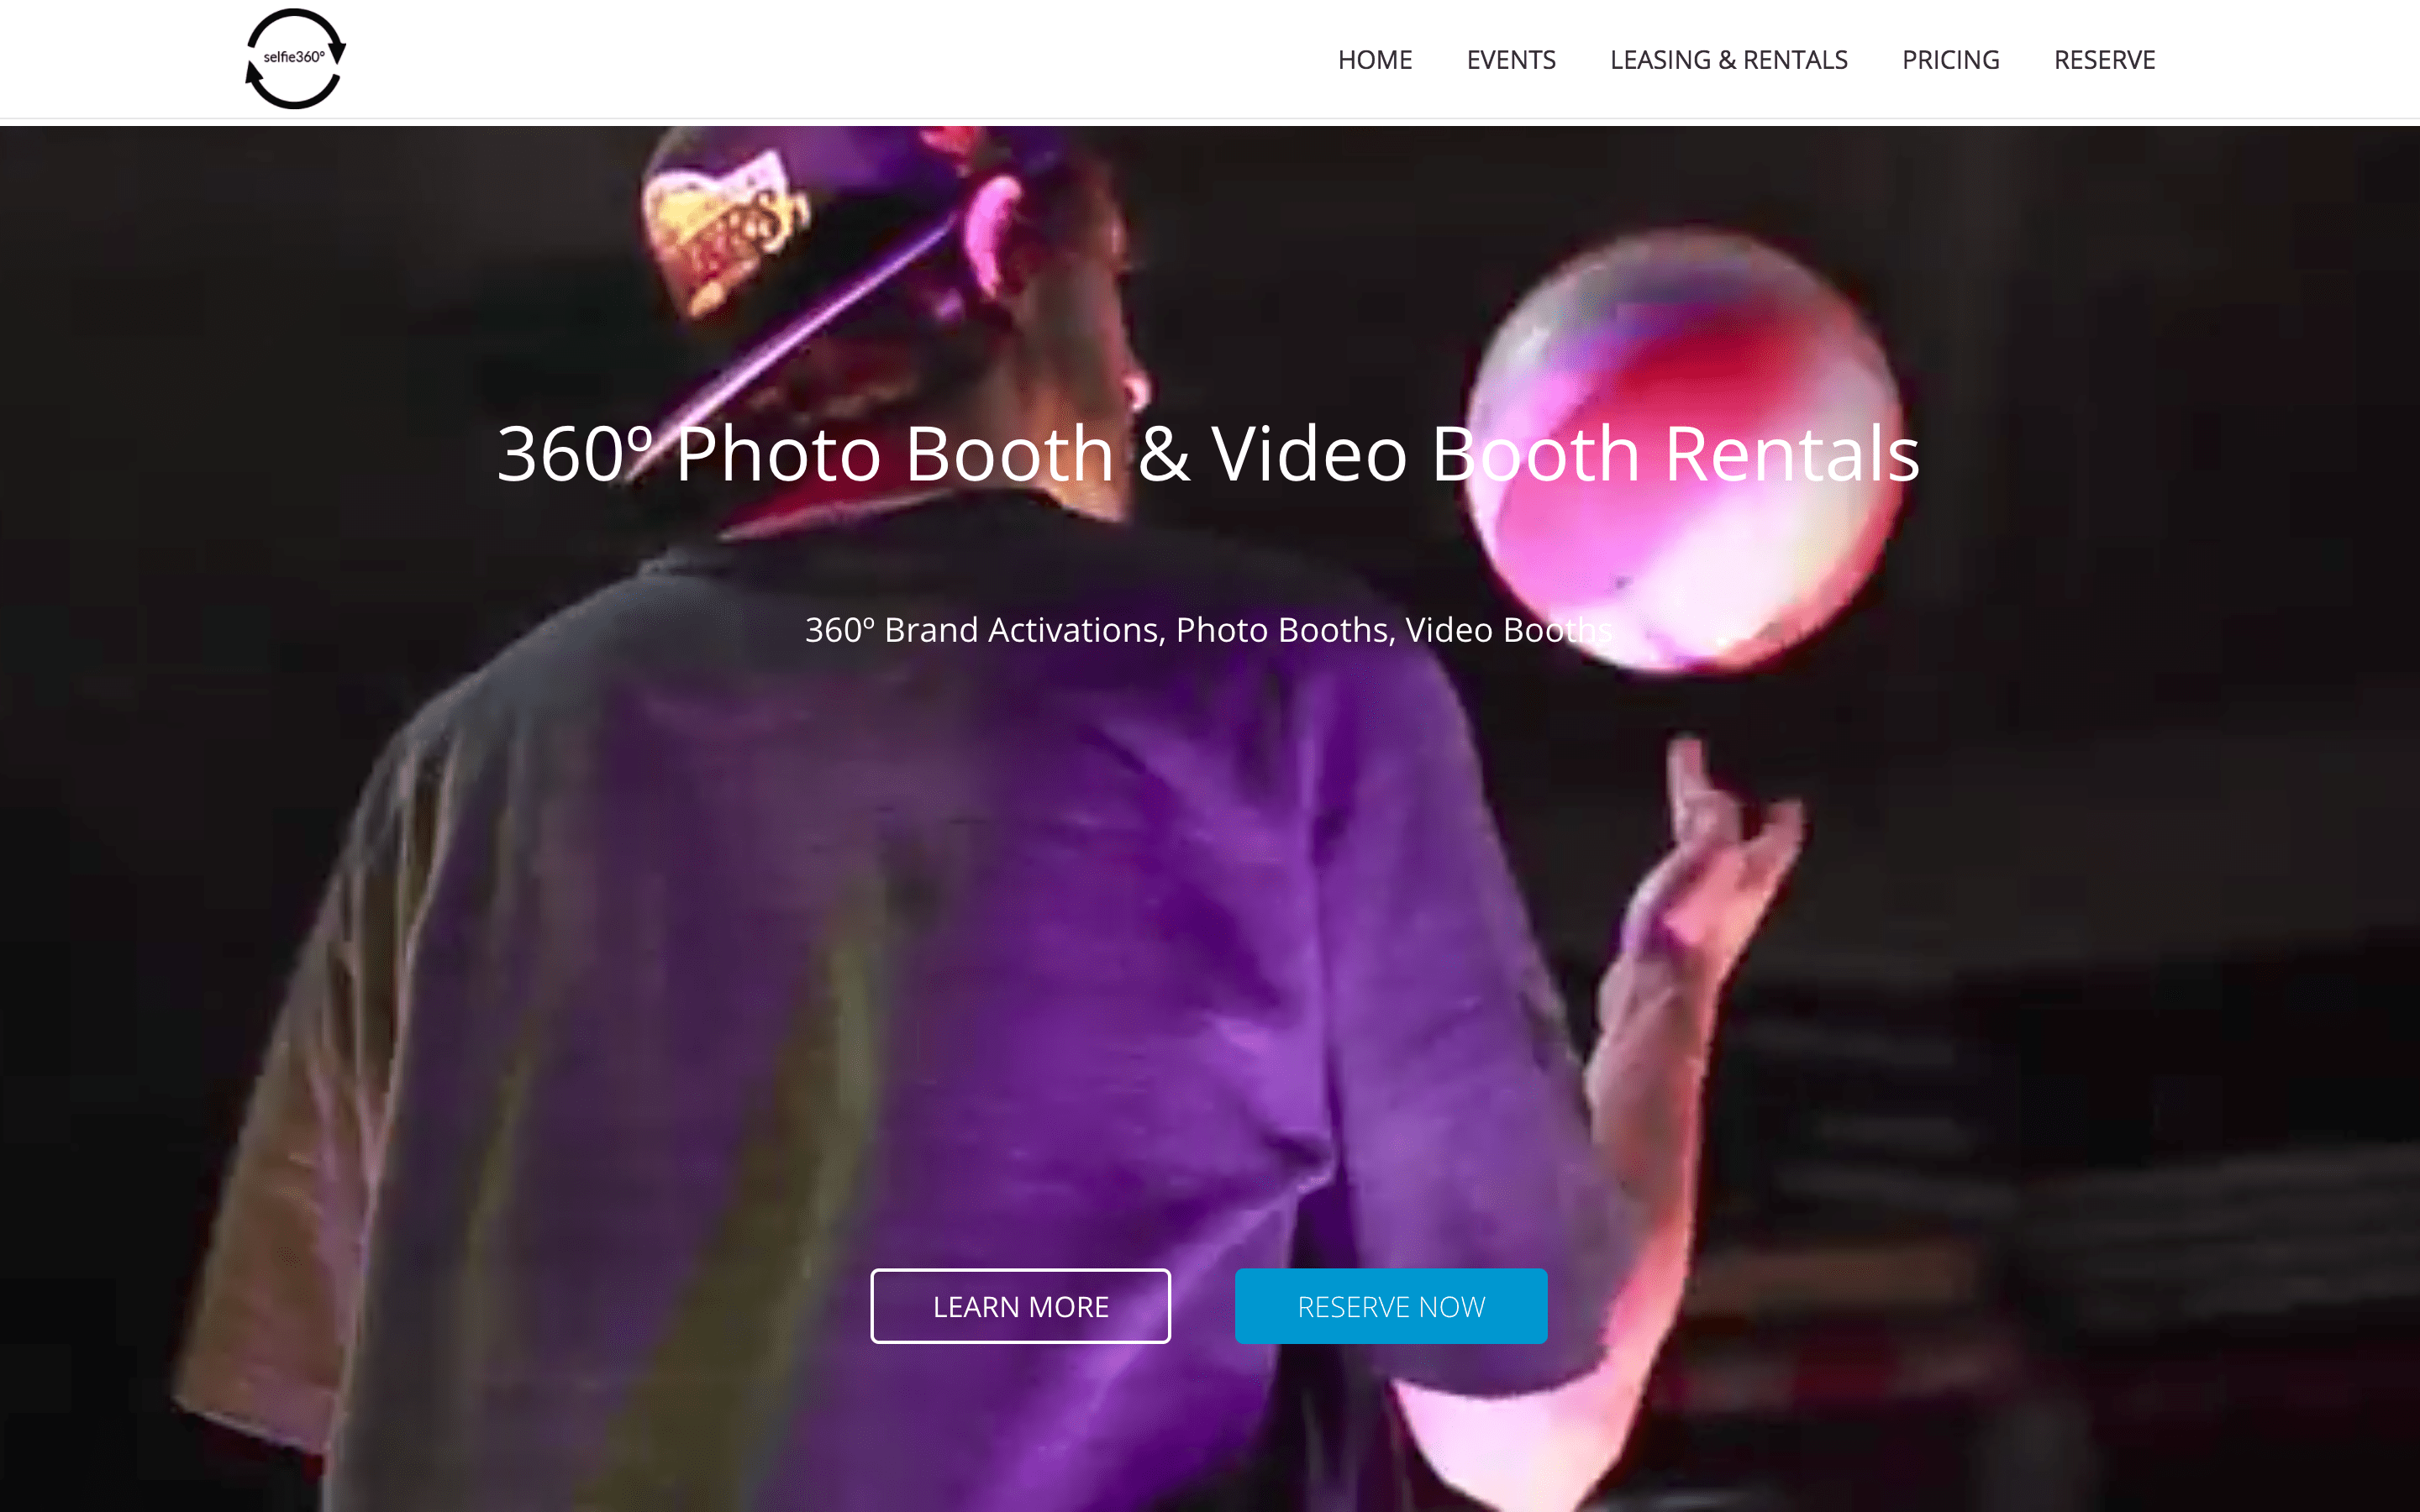 selfie360º
HOME
EVENTS
LEASING & RENTALS
PRICING
RESERVE
360º Photo Booth & Video Booth Rentals
360º Brand Activations, Photo Booths, Video Booths
LEARN MORE
RESERVE NOW